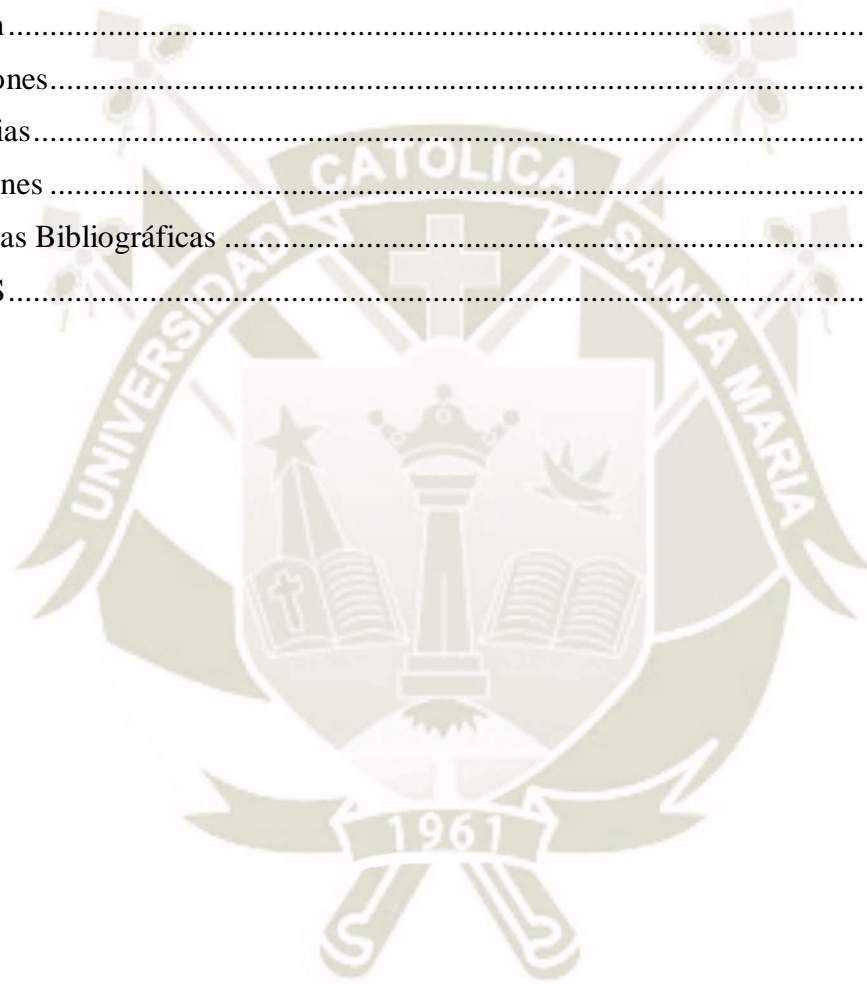 n ........................................................................................................
ones........................................................................................................
ias........................................................................................................
nes ........................................................................................................
as Bibliográficas ........................................................................................
S........................................................................................................
UNIVERSIDAD CATOLICA SANTA MARIA
1961